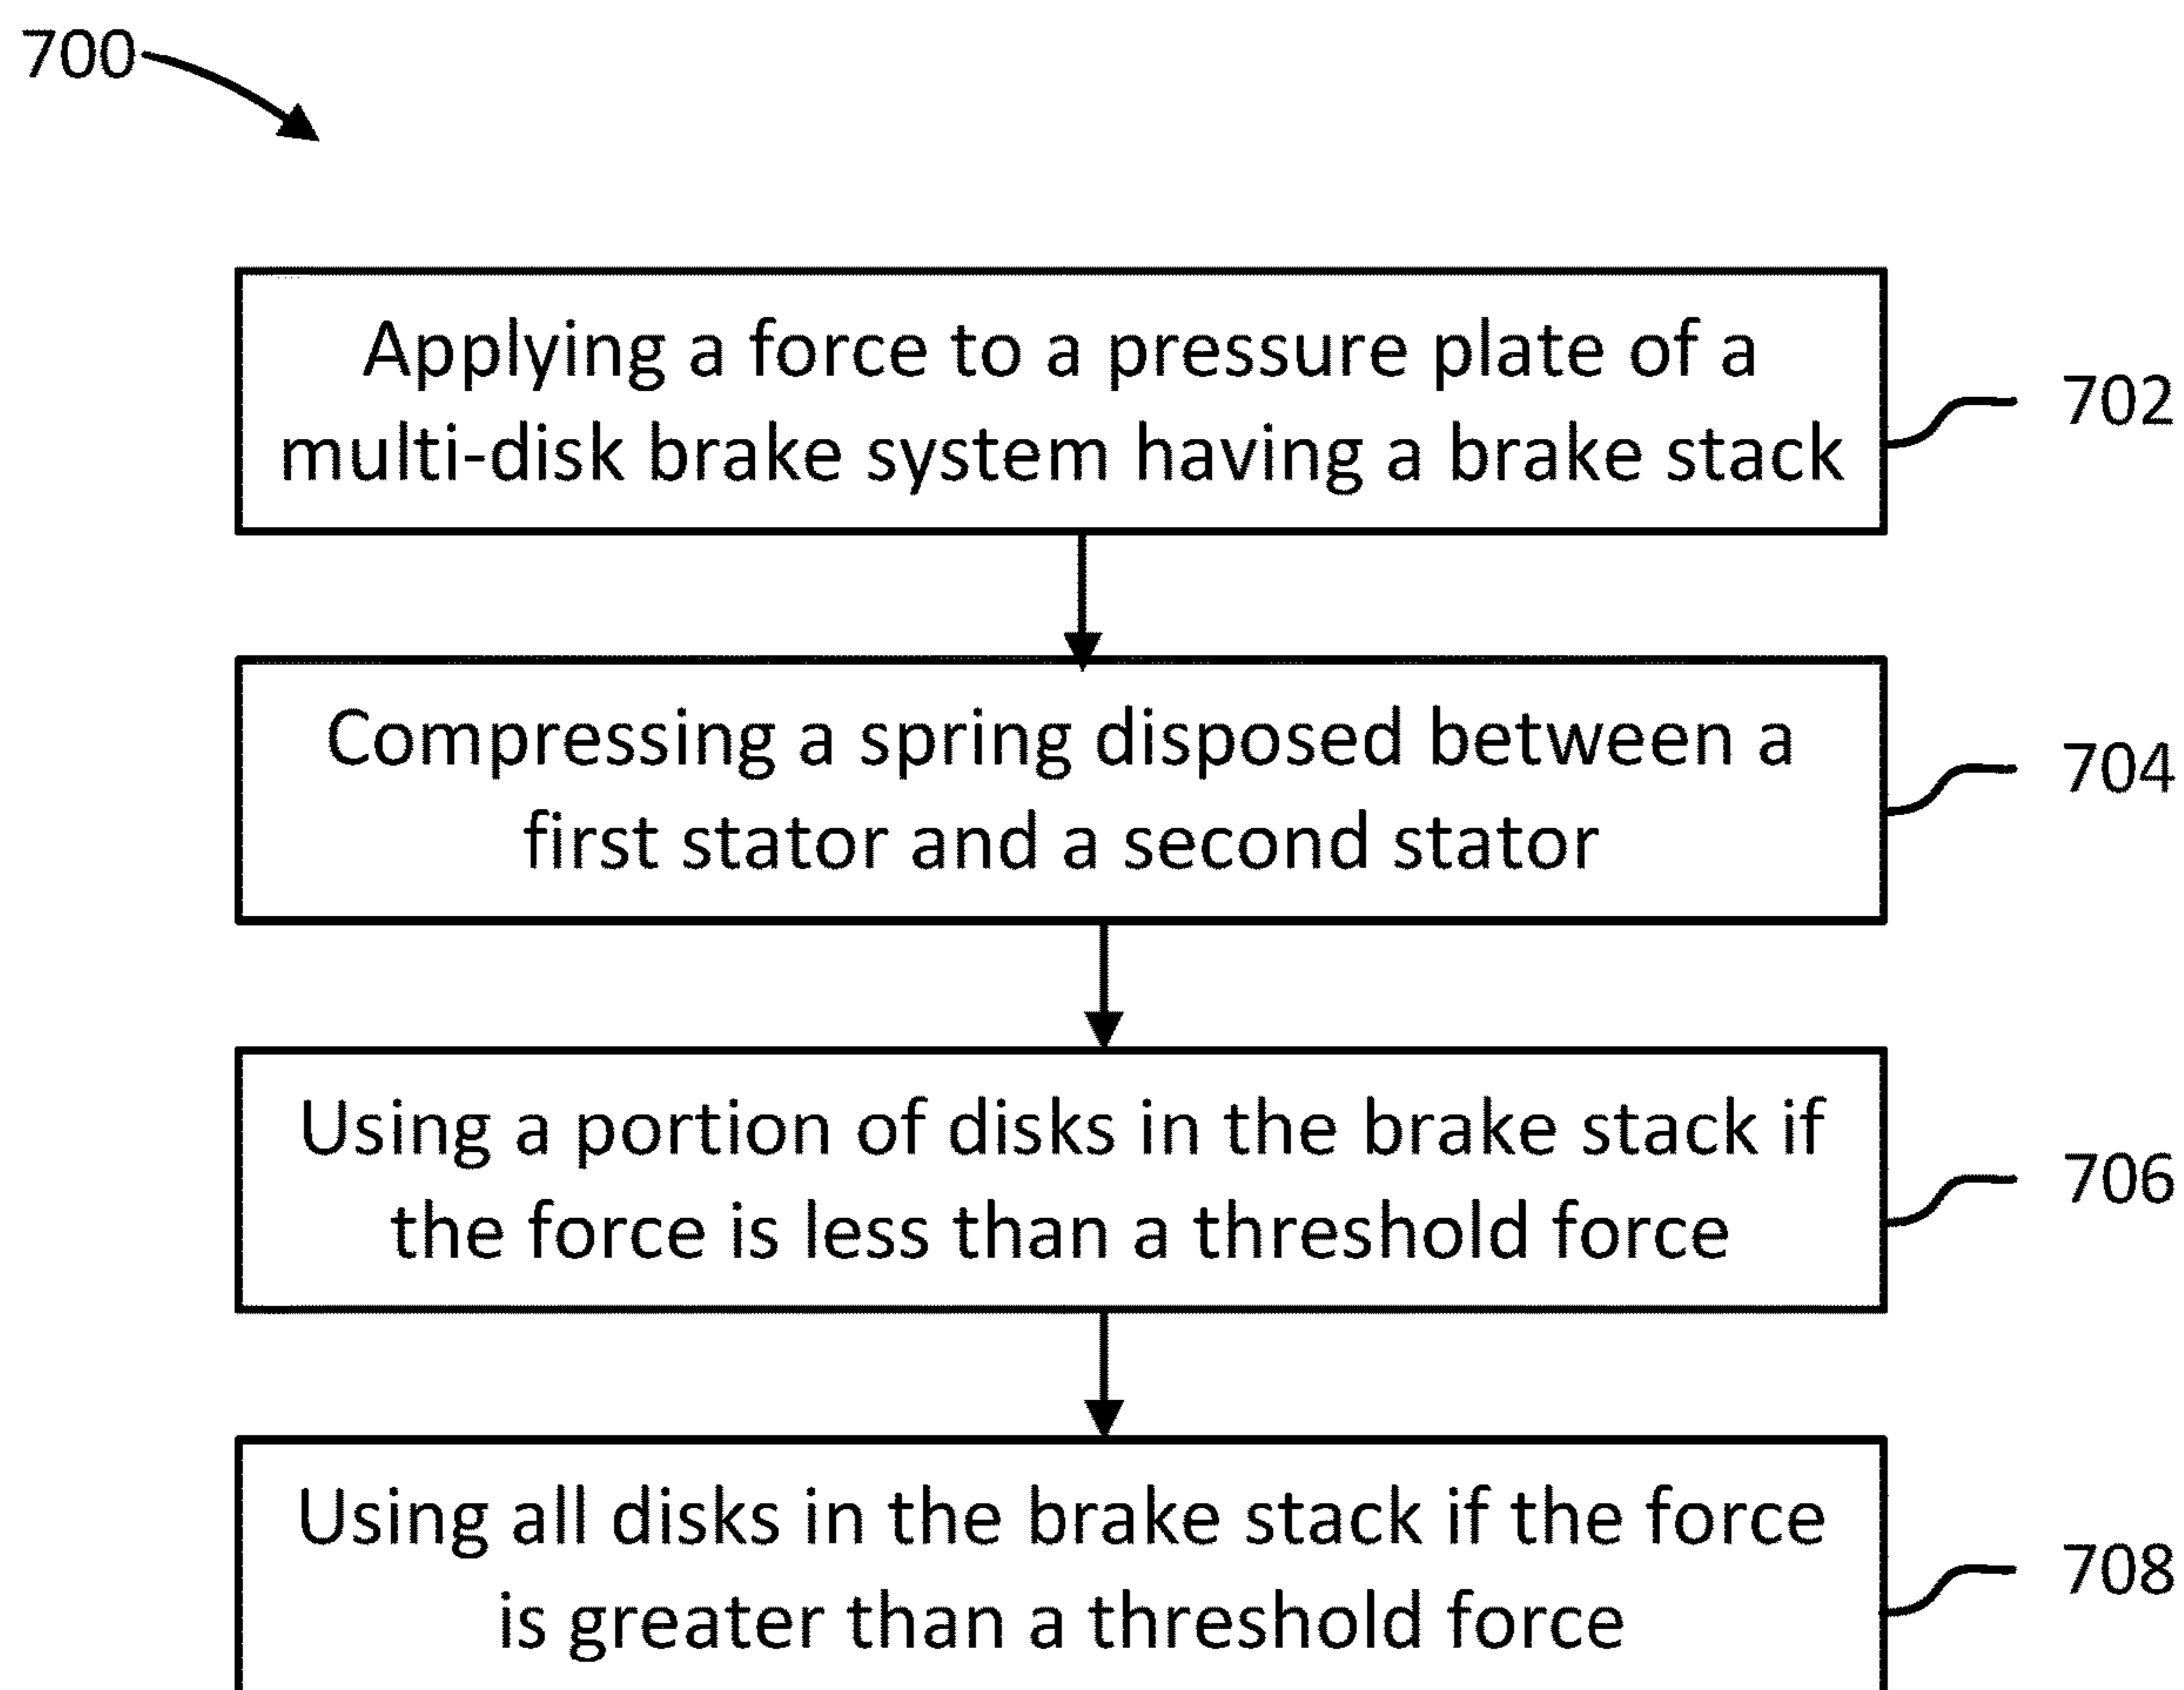 700
Applying a force to a pressure plate of a
multi-disk brake system having a brake stack
702
Compressing a spring disposed between a
first stator and a second stator
704
Using a portion of disks in the brake stack if
the force is less than a threshold force
706
Using all disks in the brake stack if the force
is greater than a threshold force
708